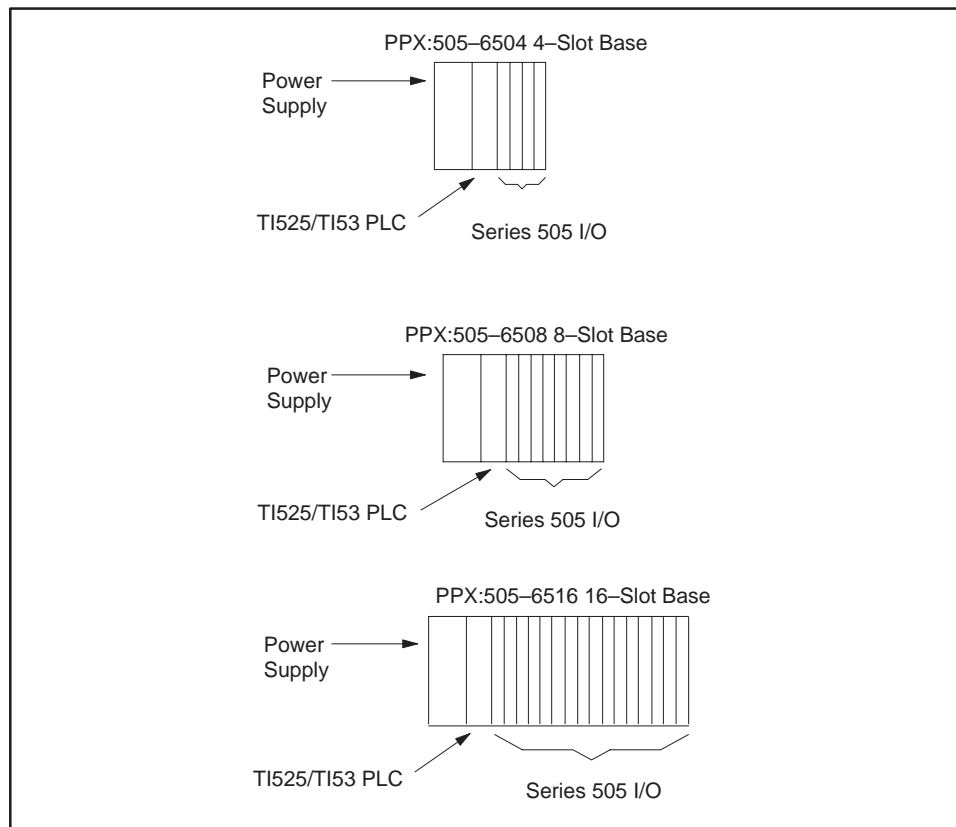 PPX:505–6504 4–Slot Base
Power
Supply
TI525/TI53 PLC
Series 505 I/O
PPX:505–6508 8–Slot Base
Power
Supply
TI525/TI53 PLC
Series 505 I/O
PPX:505–6516 16–Slot Base
Power
Supply
TI525/TI53 PLC
Series 505 I/O